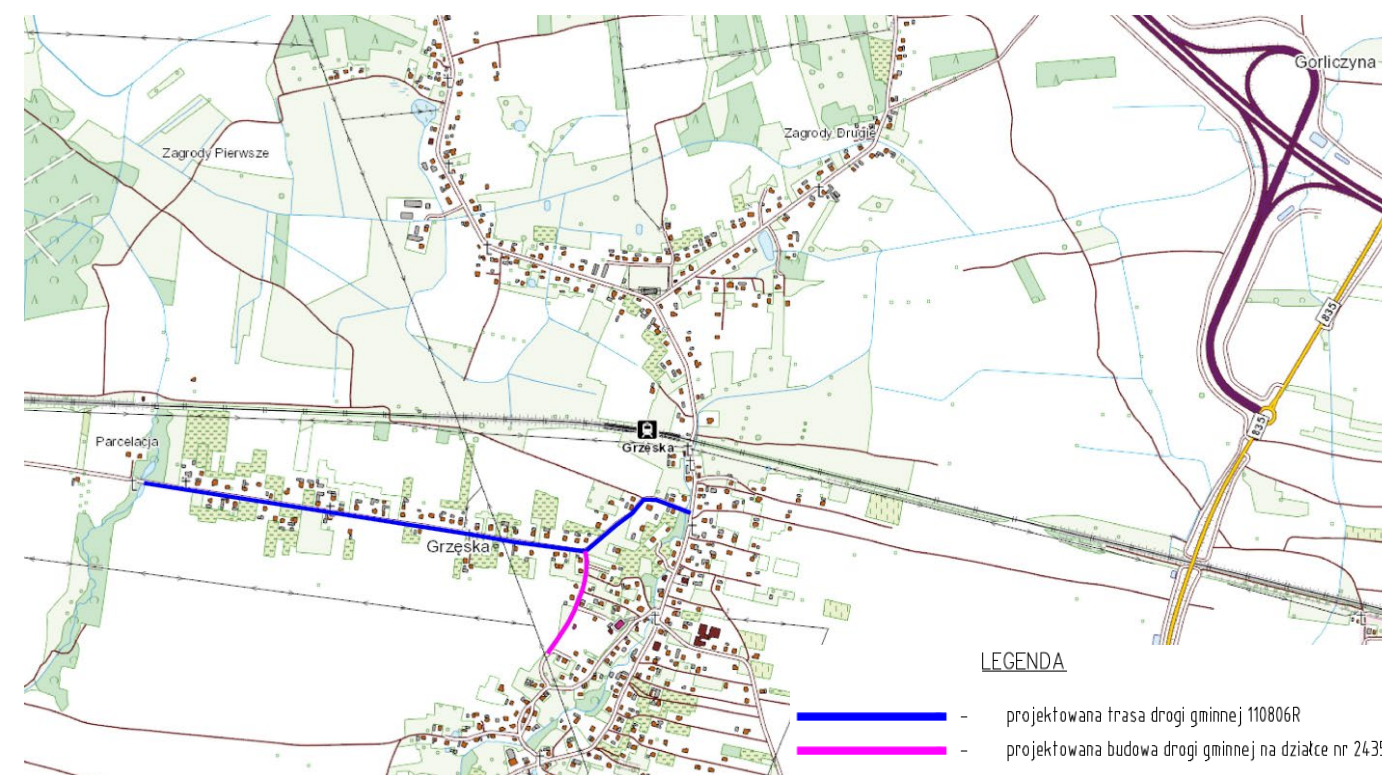 Gorliczyna
Zagrody Drugie
Zagrody Pierwsze
835
Grzęska
835
Parcelacja
Grzęska
LEGENDA
- projektowana trasa drogi gminnej 110806R
- projektowana budowa drogi gminnej na działce nr 2435